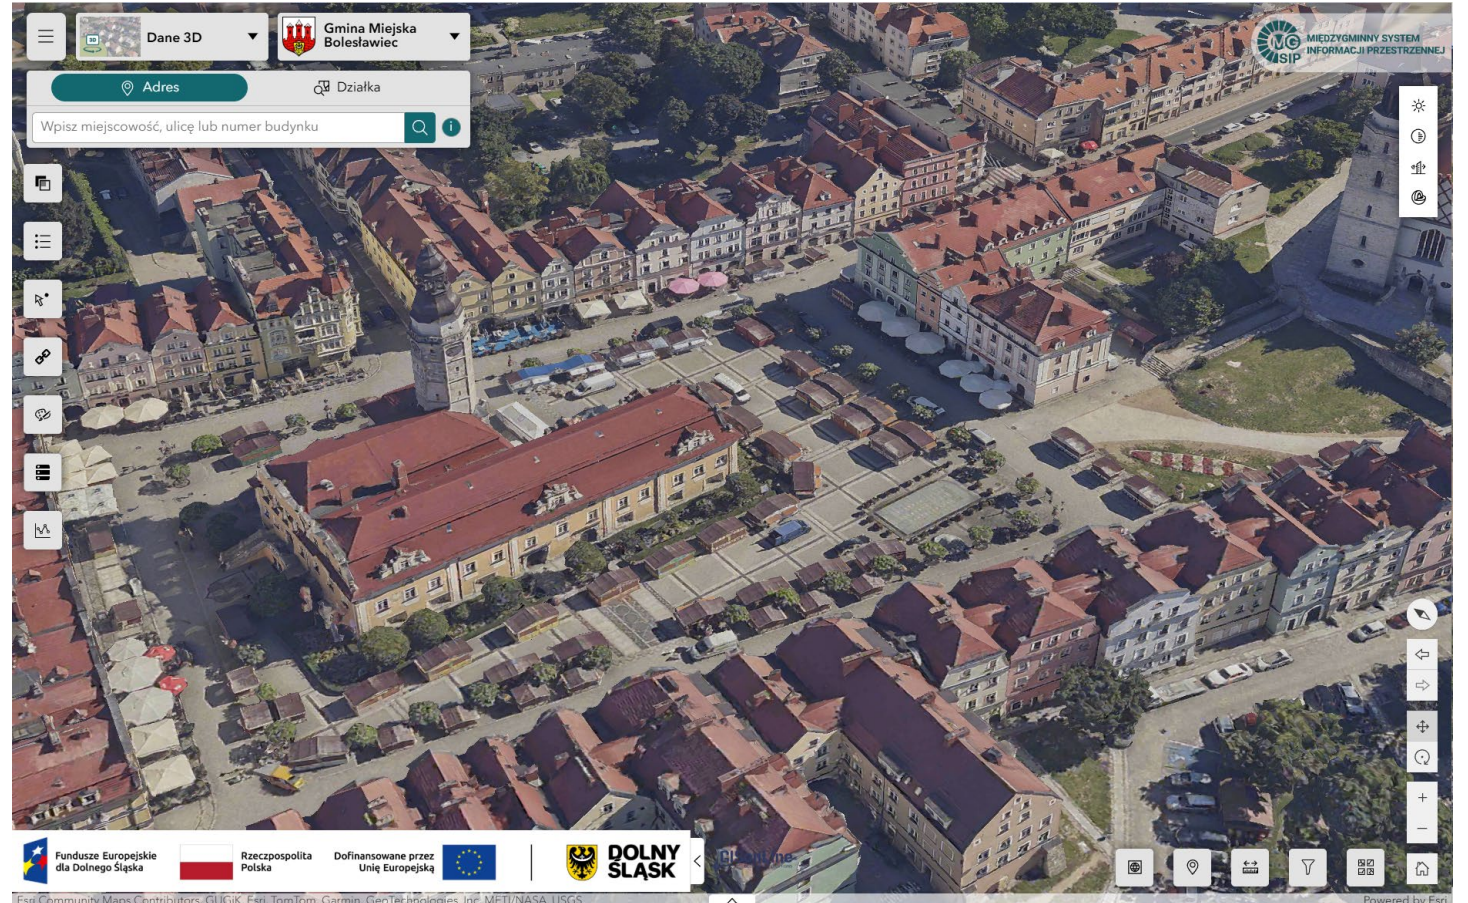 Dane 3D
Gmina Miejska
Bolesławiec
MG
SIP
MIĘDZYGMINNY SYSTEM
INFORMACJI PRZESTRZENNEJ
Adres
Działka
Wpisz miejscowość, ulicę lub numer budynku
i
Fundusze Europejskie
dla Dolnego Śląska
Rzeczpospolita
Polska
Dofinansowane przez
Unię Europejską
DOLNY
ŚLĄSK
Esri Community Maps Contributors, GUGiK, Esri, TomTom, Garmin, GeoTechnologies, Inc, METI/NASA, USGS
Powered by Esri